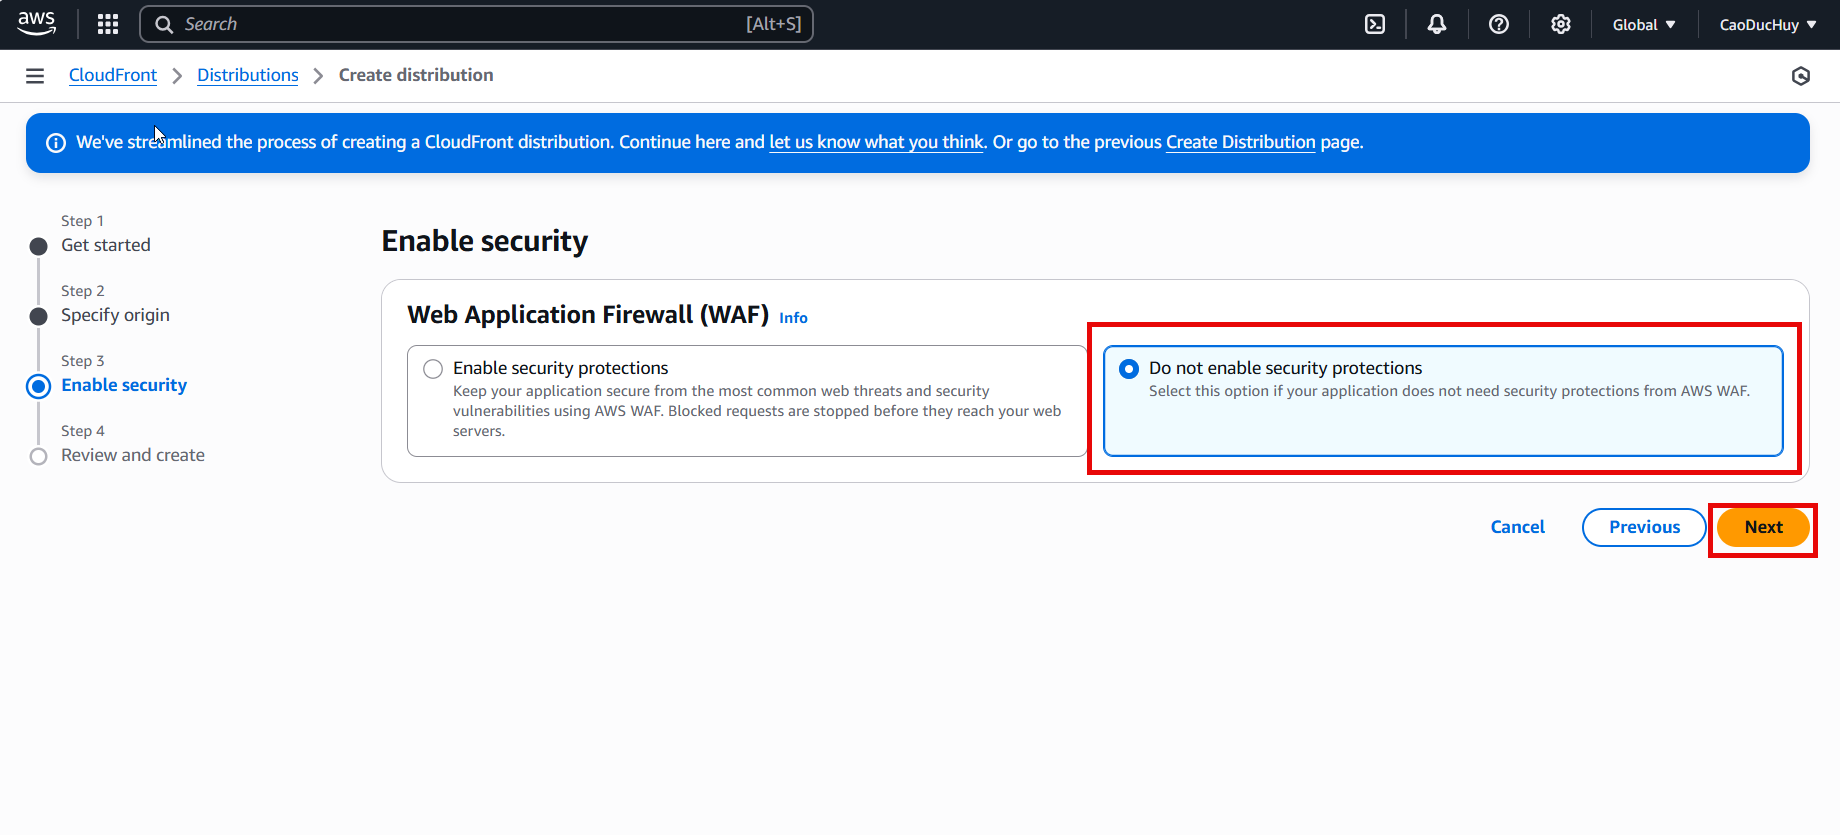 aws
Search [Alt+S]
Global
CaoDucHuy
CloudFront
Distributions
Create distribution
We've streamlined the process of creating a CloudFront distribution. Continue here and let us know what you think. Or go to the previous Create Distribution page.
Step 1
Get started
Step 2
Specify origin
Step 3
Enable security
Step 4
Review and create
Enable security
Web Application Firewall (WAF) Info
Enable security protections
Keep your application secure from the most common web threats and security
vulnerabilities using AWS WAF. Blocked requests are stopped before they reach your web
servers.
Do not enable security protections
Select this option if your application does not need security protections from AWS WAF.
Cancel
Previous
Next